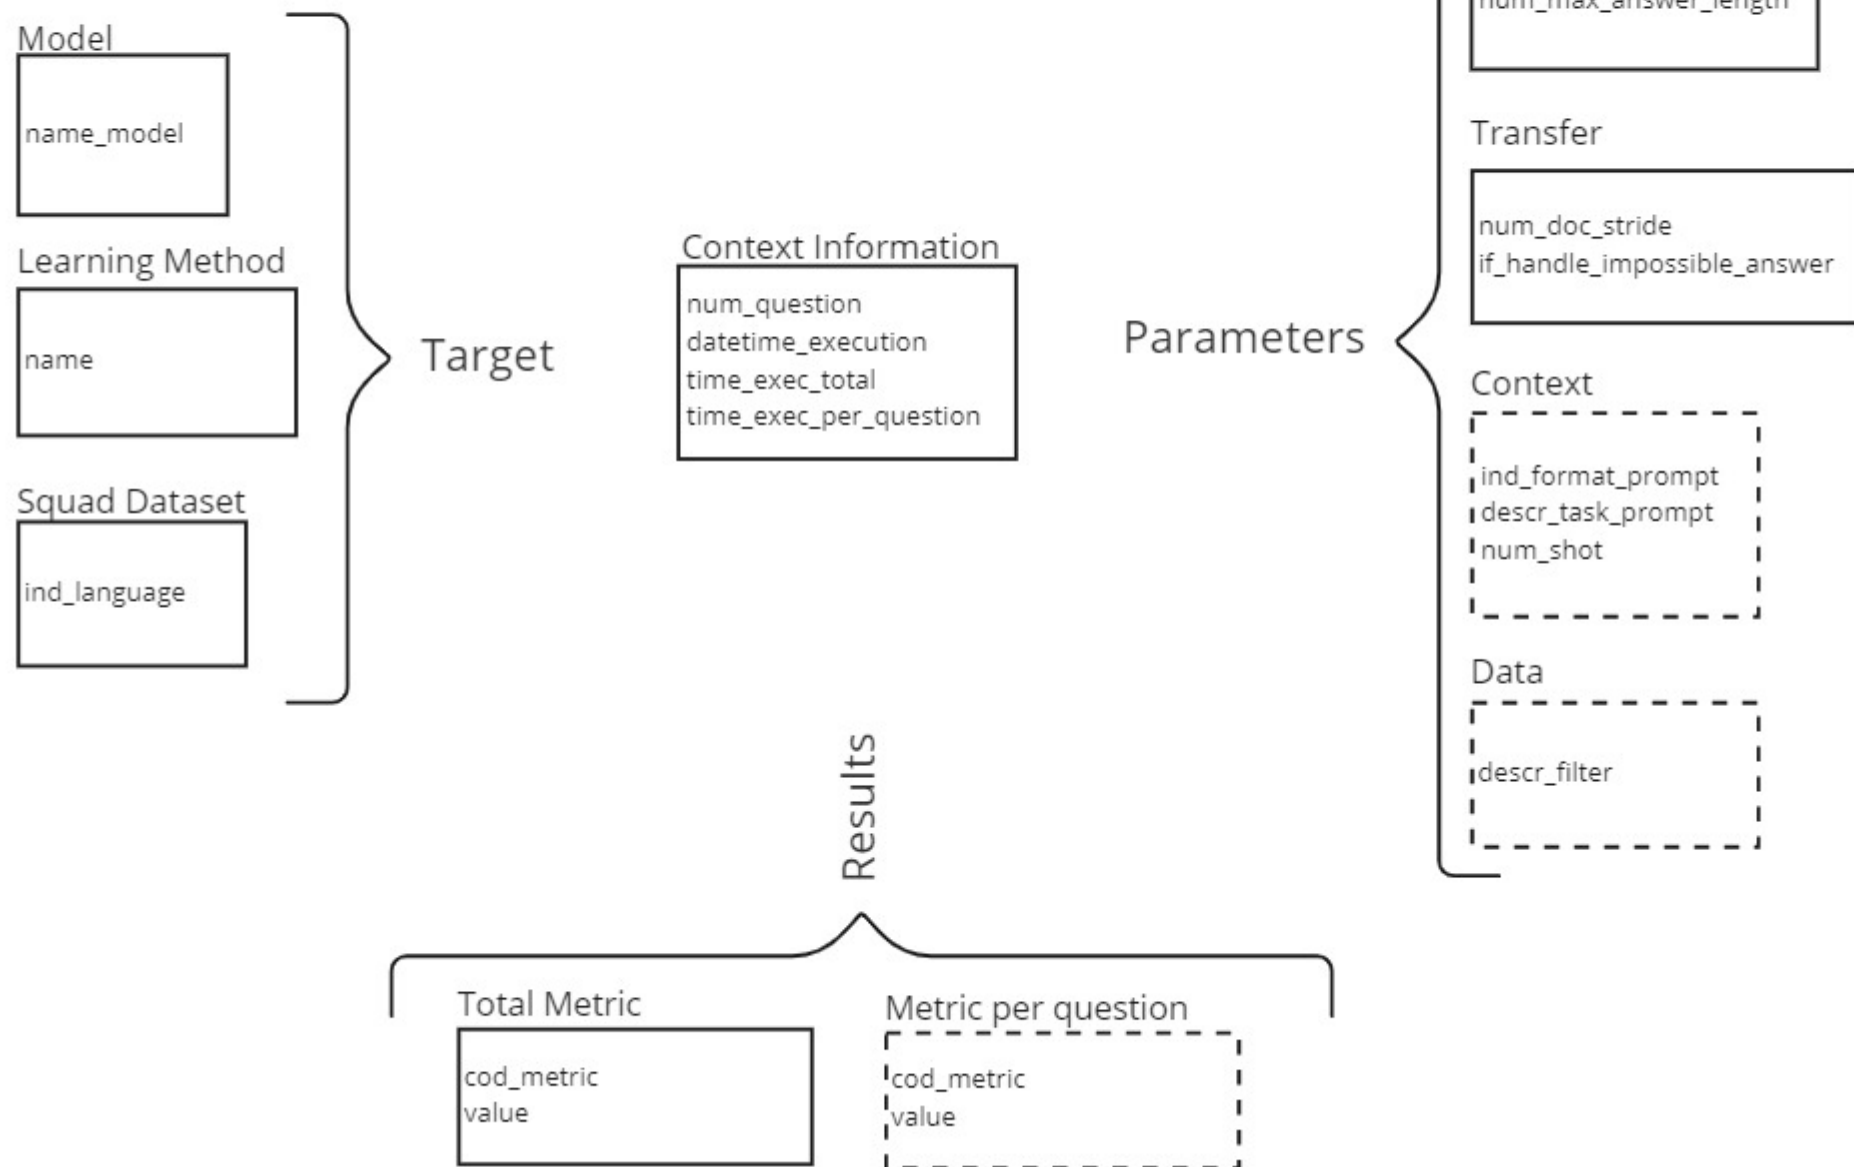 Model
name_model
Learning Method
name
Squad Dataset
ind_language
Target
Context Information
num_question
datetime_execution
time_exec_total
time_exec_per_question
Parameters
num_max_answer_length
Transfer
num_doc_stride
if_handle_impossible_answer
Context
ind_format_prompt
descr_task_prompt
num_shot
Data
descr_filter
Results
Total Metric
cod_metric
value
Metric per question
cod_metric
value